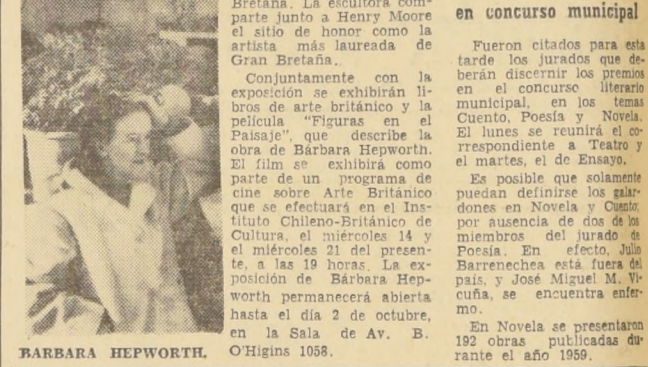 Bretaña. La escultora com-
parte junto a Henry Moore
el sitio de honor como la
artista más laureada de
Gran Bretaña.
Conjuntamente con la
exposición se exhibirán li-
bros de arte británico y la
película "Figuras en el
Paisaje", que describe la
obra de Bárbara Hepworth.
El film se exhibirá como
parte de un programa de
cine sobre Arte Británico
que se efectuará en el Ins-
tituto Chileno-Británico de
Cultura, el miércoles 14 y
el miércoles 21 del presen-
te, a las 19 horas. La ex-
posición de Bárbara Hep-
worth permanecerá abierta
hasta el día 2 de octubre,
en la Sala de Av. B.
O'Higins 1058.
BARBARA HEPWORTH.
en concurso municipal
Fueron citados para esta
tarde los jurados que de-
berán discernir los premios
en el concurso literario
municipal, en los temas
Cuento, Poesía y Novela.
El lunes se reunirá el co-
rrespondiente a Teatro y
el martes, el de Ensayo.
Es posible que solamente
puedan definirse los galar-
dones en Novela y Cuento,
por ausencia de dos de los
miembros del jurado de
Poesía. En efecto, Julio
Barrenechea está fuera del
país, y José Miguel M. Vi-
cuña, se encuentra enfer-
mo.
En Novela se presentaron
192 obras publicadas du-
rante el año 1959.